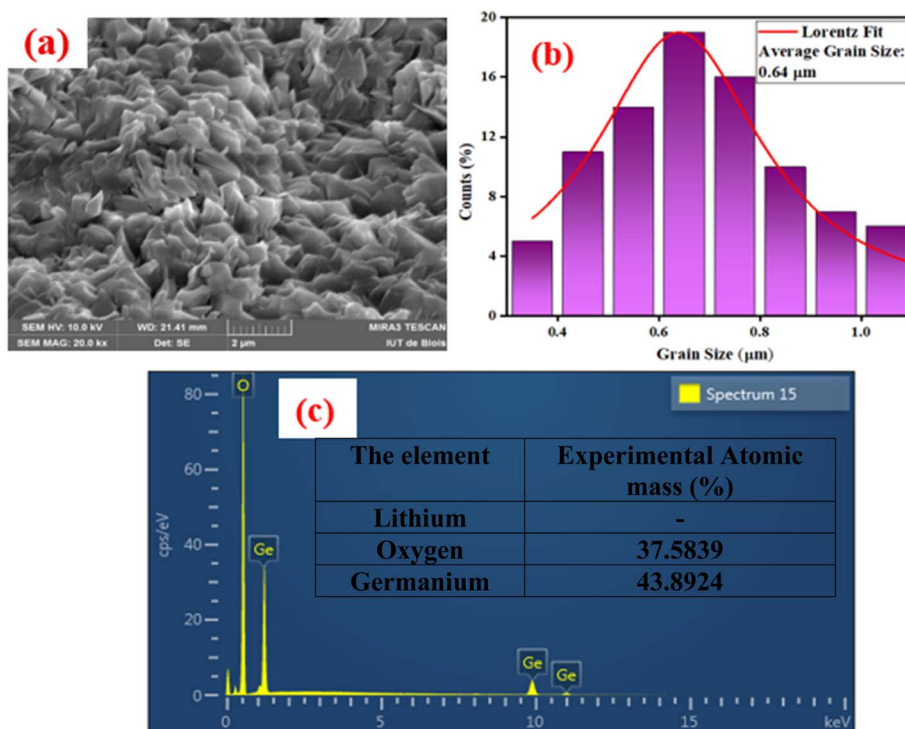 (a)
SEM HV: 10.0 kV WD: 21.41 mm MIRA3 TESCAN
SEM MAG: 20.0 kx Det: SE 2 µm IUT de Blois
(b)
Lorentz Fit
Average Grain Size:
0.64 µm
20
16
12
8
4
0
Counts (%)
0.4 0.6 0.8 1.0
Grain Size (µm)
(c)
Spectrum 15
O
Ge
Ge
Ge
80
60
40
20
0
cps/eV
The element Experimental Atomic
mass (%)
Lithium -
Oxygen 37.5839
Germanium 43.8924
0 5 10 15 keV